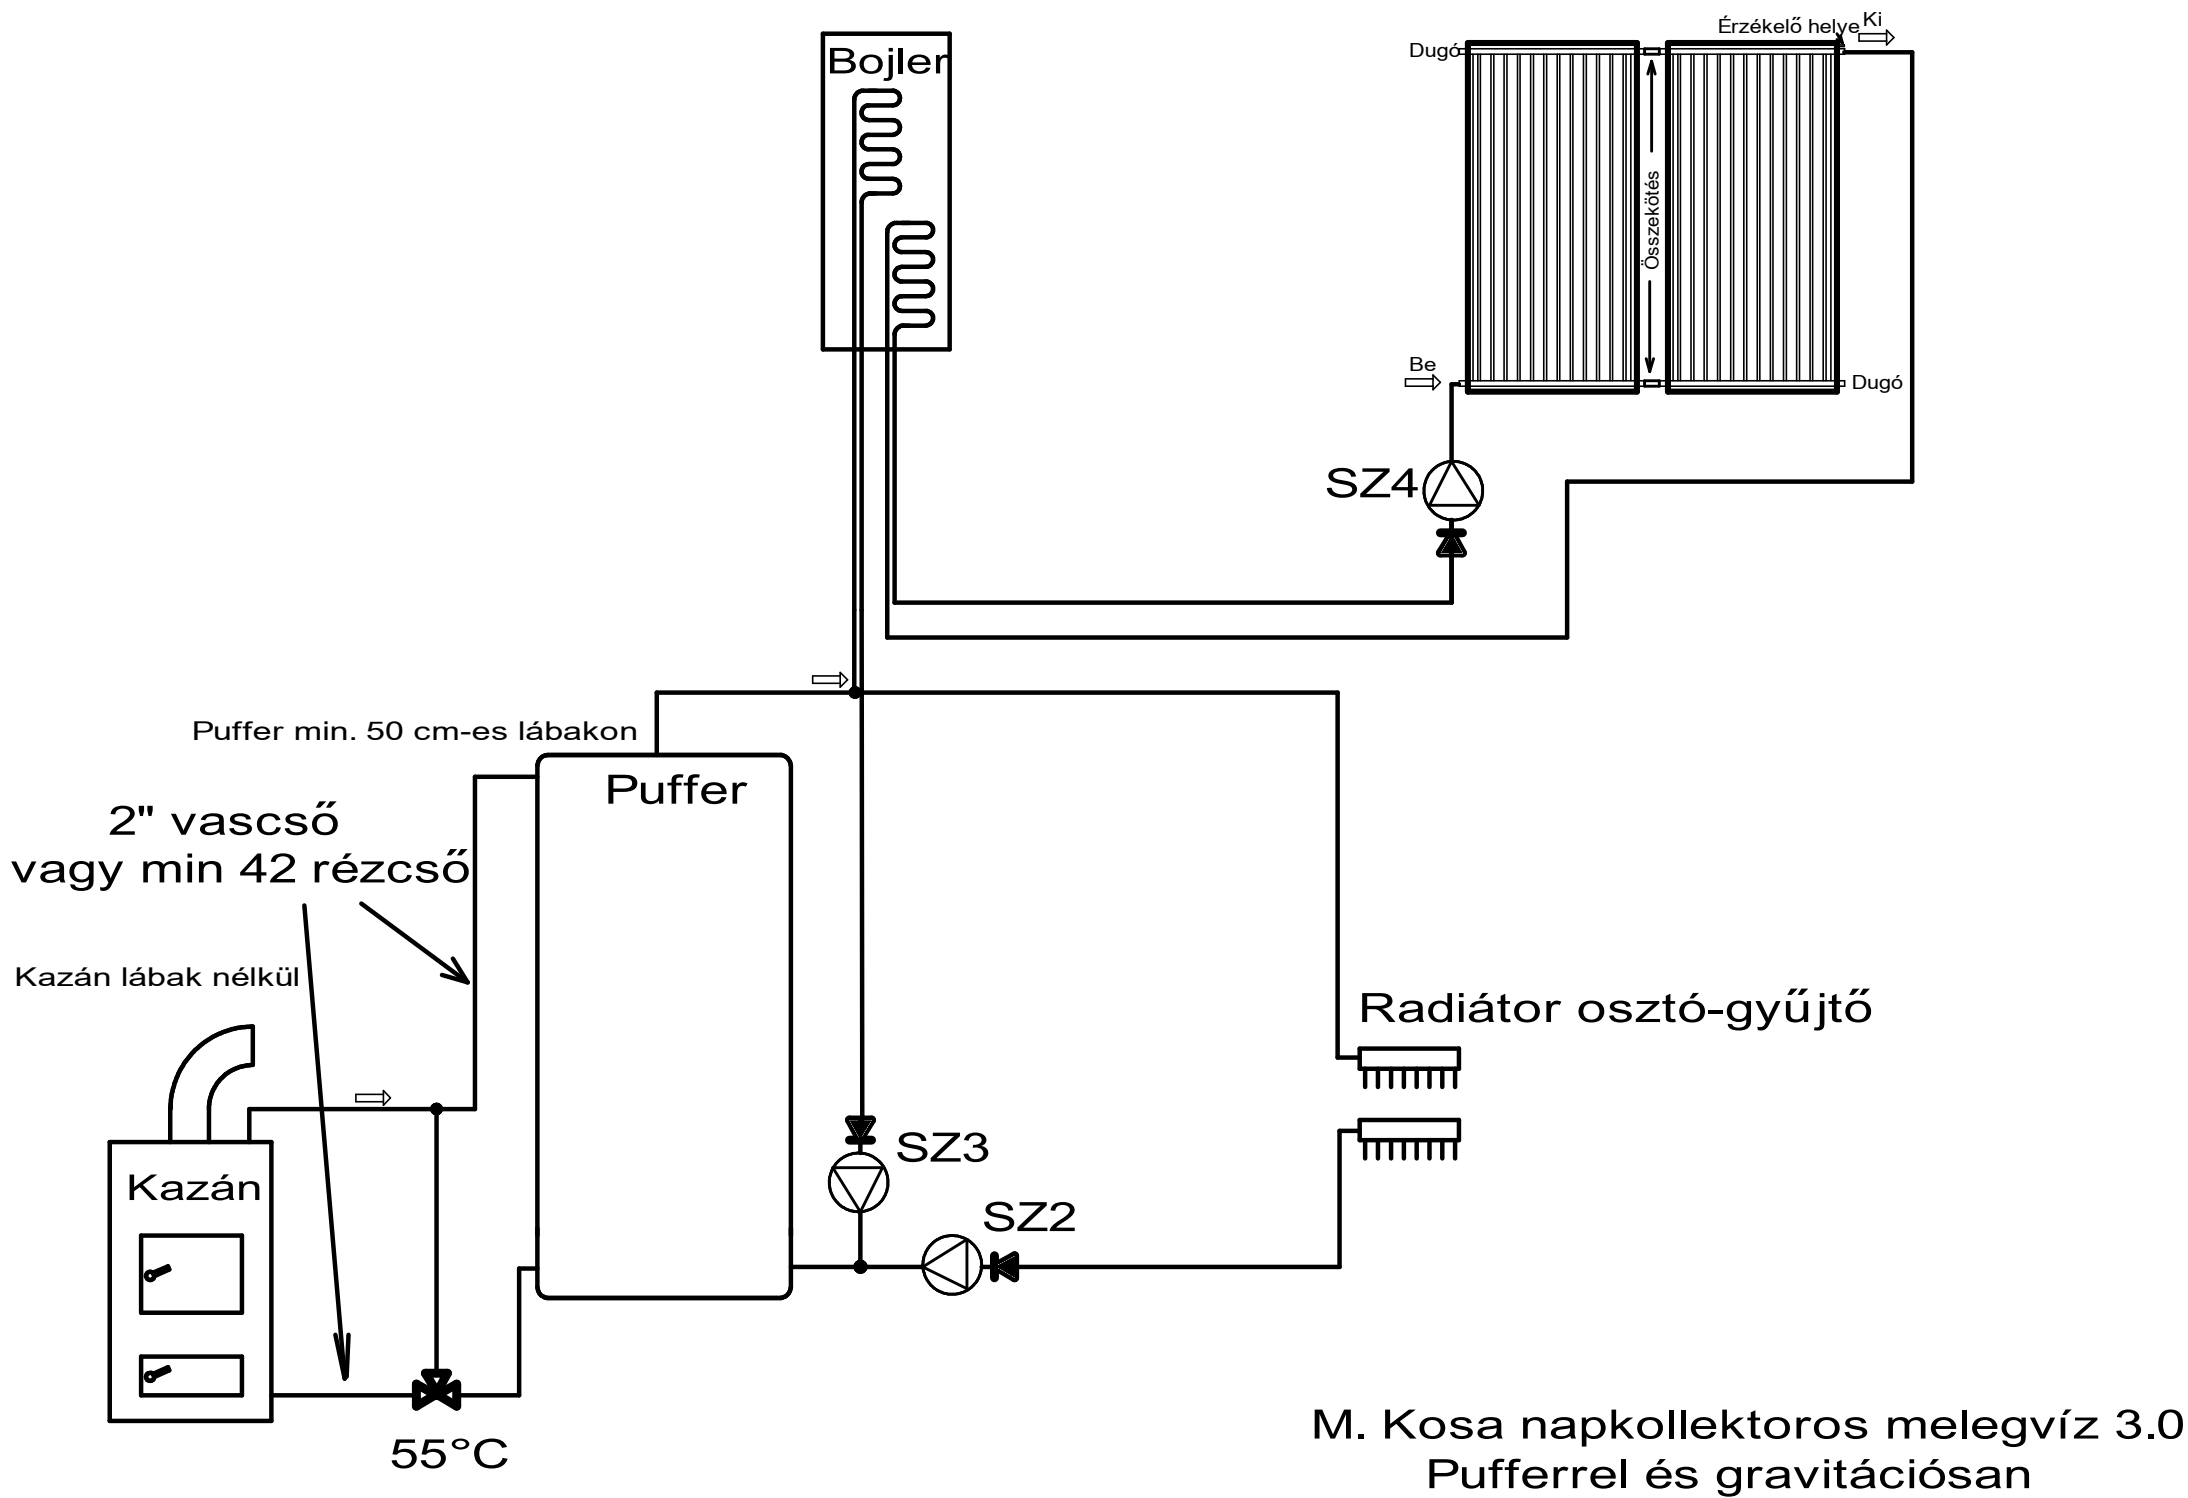 Bojler
Érzékelő helye
Ki
Dugó
Összekötés
Be
Dugó
SZ4
Puffer min. 50 cm-es lábakon
Puffer
2" vascső
vagy min 42 rézcső
Kazán lábak nélkül
Radiátor osztó-gyűjtő
SZ3
Kazán
SZ2
55°C
M. Kosa napkollektoros melegvíz 3.0
Pufferrel és gravitációsan